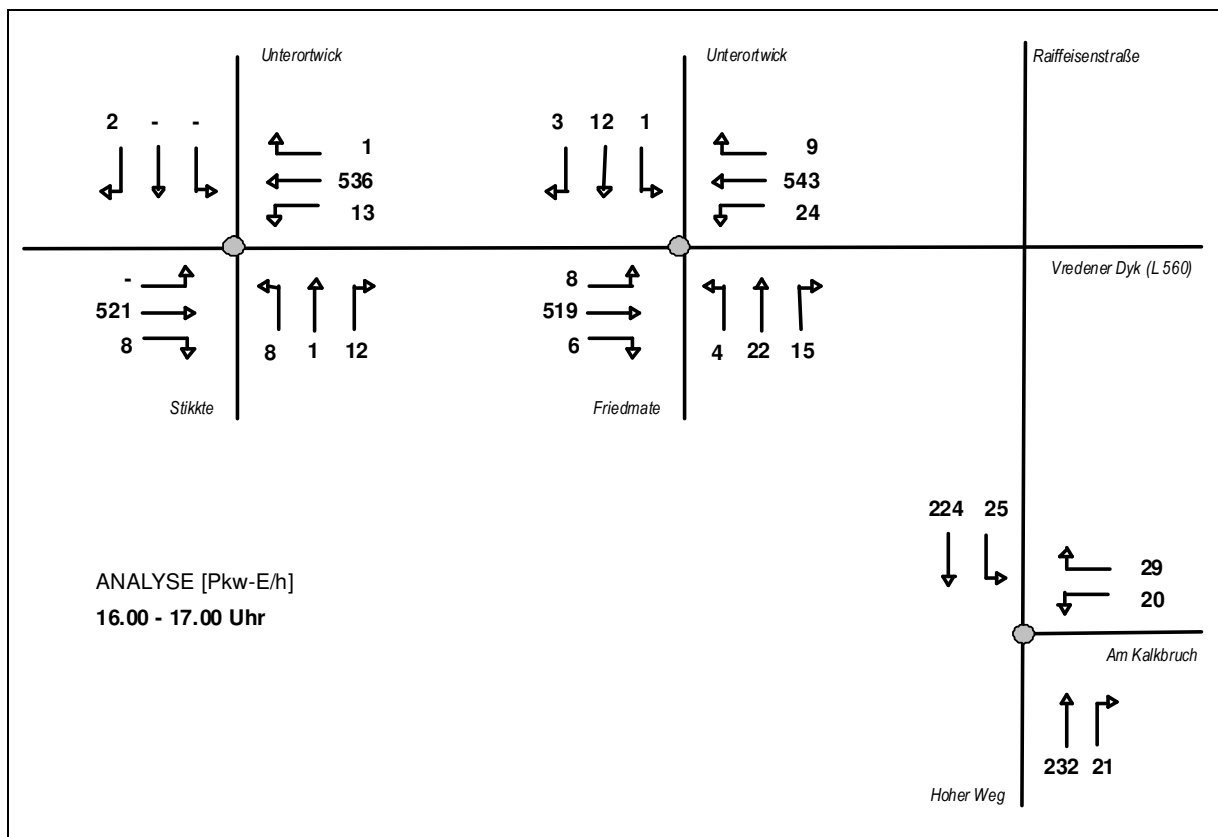 Unterortwick
Unterortwick
Raiffeisenstraße
2 - -
3 12 1
1
536
13
9
543
24
-
521
8
8
519
6
Vredener Dyk (L 560)
8 1 12
4 22 15
Stikkte
Friedmate
224 25
ANALYSE [Pkw-E/h]
16.00 - 17.00 Uhr
29
20
Am Kalkbruch
232 21
Hoher Weg